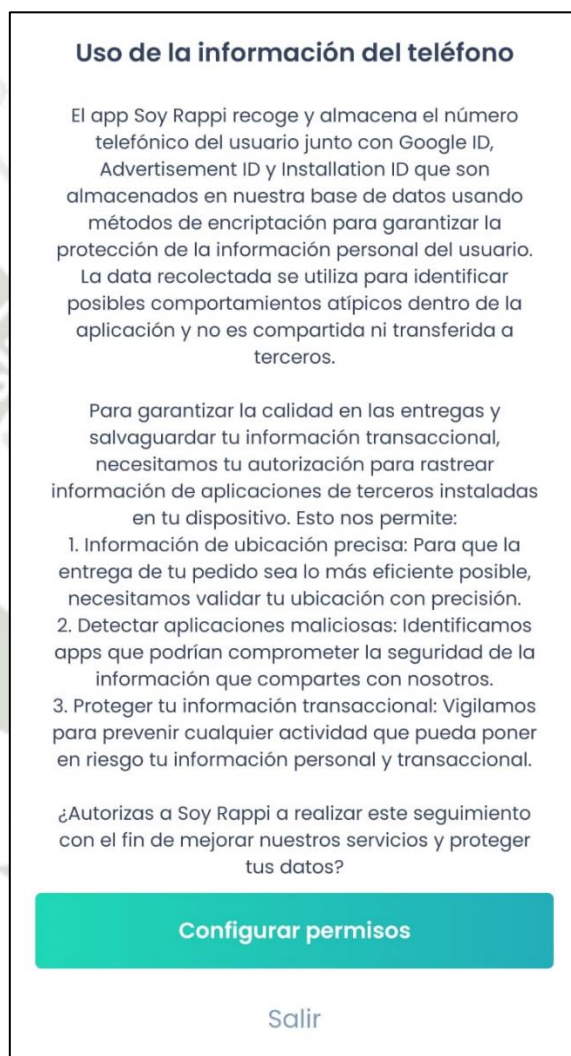 Uso de la información del teléfono
El app Soy Rappi recoge y almacena el número
telefónico del usuario junto con Google ID,
Advertisement ID y Installation ID que son
almacenados en nuestra base de datos usando
métodos de encriptación para garantizar la
protección de la información personal del usuario.
La data recolectada se utiliza para identificar
posibles comportamientos atípicos dentro de la
aplicación y no es compartida ni transferida a
terceros.
Para garantizar la calidad en las entregas y
salvaguardar tu información transaccional,
necesitamos tu autorización para rastrear
información de aplicaciones de terceros instaladas
en tu dispositivo. Esto nos permite:
1. Información de ubicación precisa: Para que la
entrega de tu pedido sea lo más eficiente posible,
necesitamos validar tu ubicación con precisión.
2. Detectar aplicaciones maliciosas: Identificamos
apps que podrían comprometer la seguridad de la
información que compartes con nosotros.
3. Proteger tu información transaccional: Vigilamos
para prevenir cualquier actividad que pueda poner
en riesgo tu información personal y transaccional.
¿Autorizas a Soy Rappi a realizar este seguimiento
con el fin de mejorar nuestros servicios y proteger
tus datos?
Configurar permisos
Salir